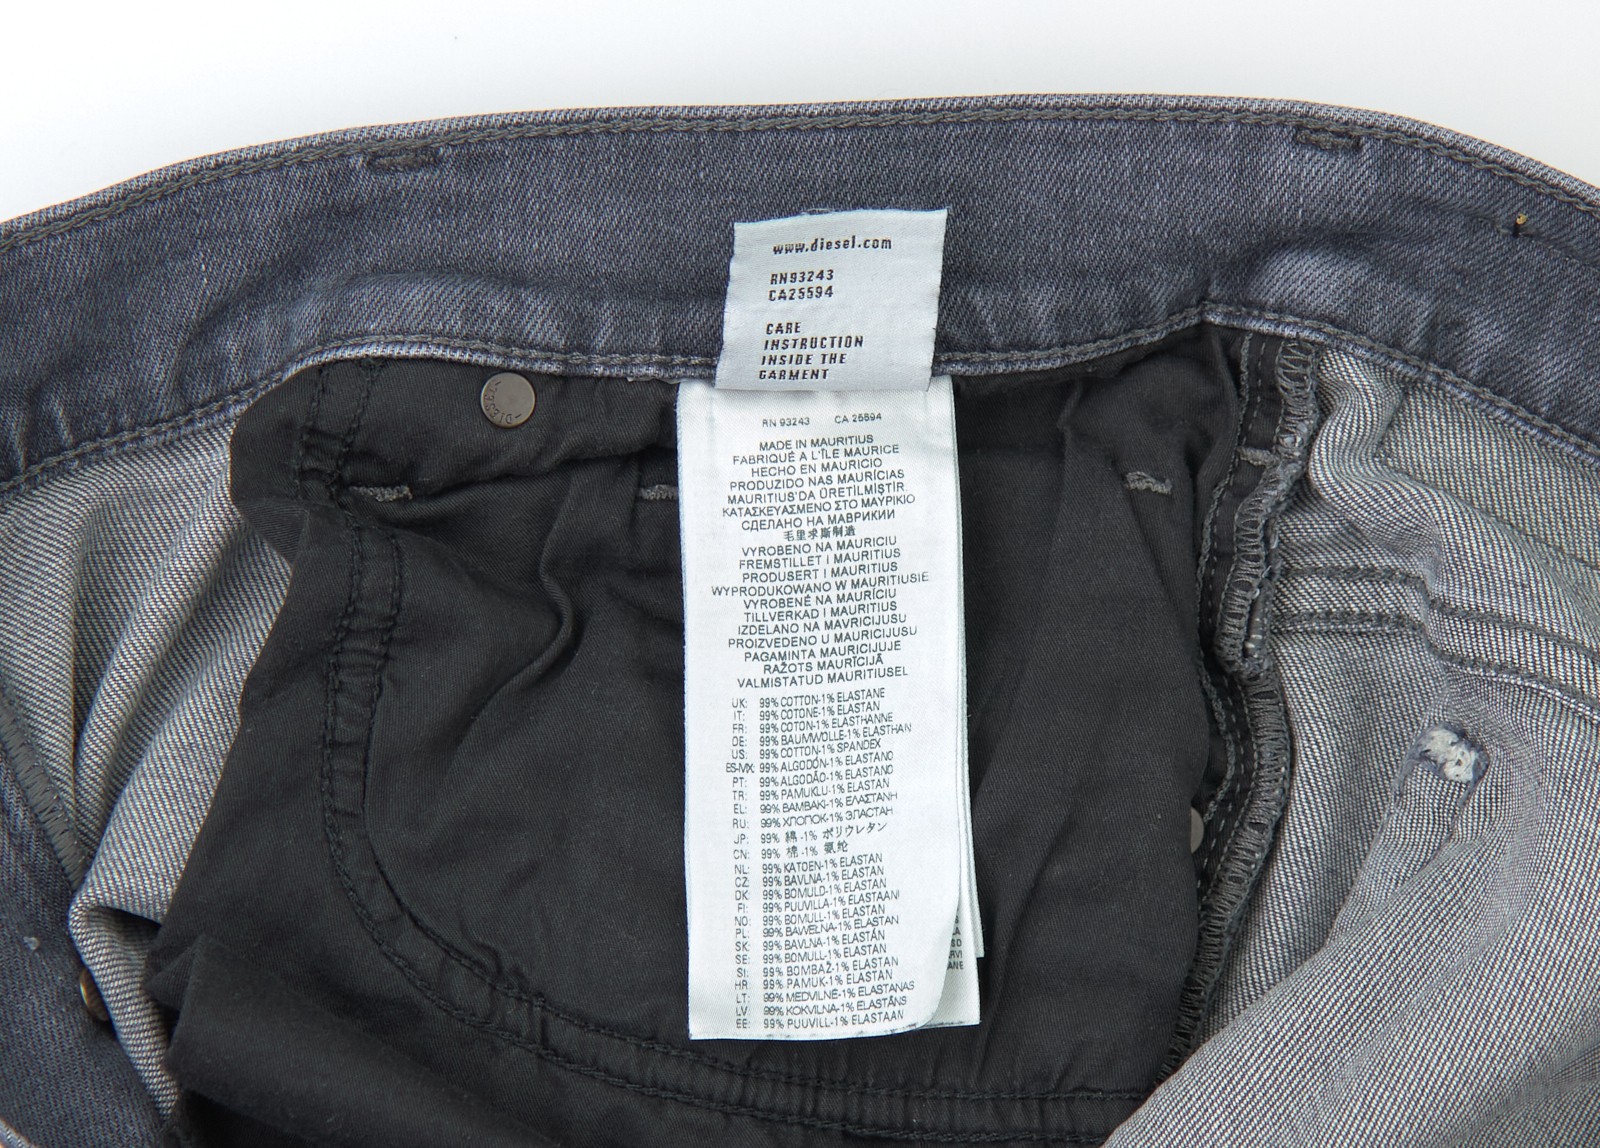 www.diesel.com
RN93243
CA25594
CARE
INSTRUCTION
INSIDE THE
GARMENT
RN 93243 CA 25594
MADE IN MAURITIUS
FABRIQUÉ A L'ÎLE MAURICE
HECHO EN MAURICIO
PRODUZIDO NAS MAURÍCIAS
MAURITIUS'DA ÜRETİLMİŞTİR
ΚΑΤΑΣΚΕΥΑΣΜΕΝΟ ΣΤΟ ΜΑΥΡΙΚΙΟ
СДЕЛАНО НА МАВРИКИИ
毛里求斯制造
VYROBENO NA MAURICIU
FREMSTILLET I MAURITIUS
PRODUSERT I MAURITIUS
WYPRODUKOWANO W MAURITIUSIE
VYROBENÉ NA MAURÍCIU
TILLVERKAD I MAURITIUS
IZDELANO NA MAVRICIJUSU
PROIZVEDENO U MAURICIJUSU
PAGAMINTA MAURICIJUJE
RAŽOTS MAURĪCIJĀ
VALMISTATUD MAURITIUSEL
UK: 99% COTTON-1% ELASTANE
IT: 99% COTONE-1% ELASTAN
FR: 99% COTON-1% ELASTHANNE
DE: 99% BAUMWOLLE-1% ELASTHAN
US: 99% COTTON-1% SPANDEX
ES-MX: 99% ALGODÓN-1% ELASTANO
PT: 99% ALGODÃO-1% ELASTANO
TR: 99% PAMUKLU-1% ELASTAN
EL: 99% ΒΑΜΒΑΚΙ-1% ΕΛΑΣΤΑΝΗ
RU: 99% ХЛОПОК-1% ЭЛАСТАН
JP: 99% 綿 -1% ポリウレタン
CN: 99% 棉 -1% 氨纶
NL: 99% KATOEN-1% ELASTAN
CZ: 99% BAVLNA-1% ELASTAN
DK: 99% BOMULD-1% ELASTAN
FI: 99% PUUVILLA-1% ELASTAANI
NO: 99% BOMULL-1% ELASTAN
PL: 99% BAWEŁNA-1% ELASTAN
SK: 99% BAVLNA-1% ELASTÁN
SE: 99% BOMULL-1% ELASTAN
SI: 99% BOMBAŽ-1% ELASTAN
HR: 99% PAMUK-1% ELASTAN
LT: 99% MEDVILNĖ-1% ELASTANAS
LV: 99% KOKVILNA-1% ELASTĀNS
EE: 99% PUUVILL-1% ELASTAAN